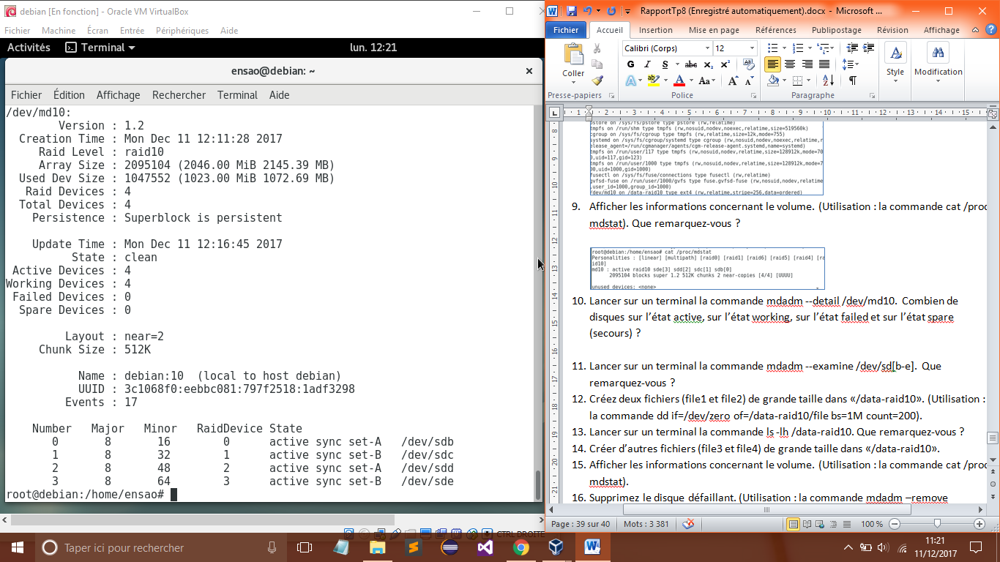 debian [En fonction] - Oracle VM VirtualBox
Fichier Machine Écran Entrée Périphériques Aide
Activités Terminal lun. 12:21
ensao@debian: ~
Fichier Édition Affichage Rechercher Terminal Aide
/dev/md10:
Version : 1.2
Creation Time : Mon Dec 11 12:11:28 2017
Raid Level : raid10
Array Size : 2095104 (2046.00 MiB 2145.39 MB)
Used Dev Size : 1047552 (1023.00 MiB 1072.69 MB)
Raid Devices : 4
Total Devices : 4
Persistence : Superblock is persistent
Update Time : Mon Dec 11 12:16:45 2017
State : clean
Active Devices : 4
Working Devices : 4
Failed Devices : 0
Spare Devices : 0
Layout : near=2
Chunk Size : 512K
Name : debian:10 (local to host debian)
UUID : 3c1068f0:eebbc081:797f2518:1adf3298
Events : 17
Number Major Minor RaidDevice State
0 8 16 0 active sync set-A /dev/sdb
1 8 32 1 active sync set-B /dev/sdc
2 8 48 2 active sync set-A /dev/sdd
3 8 64 3 active sync set-B /dev/sde
root@debian:/home/ensao#
CTRL DROITE
RapportTp8 (Enregistré automatiquement).docx - Microsoft ...
Fichier Accueil Insertion Mise en page Références Publipostage Révision Affichage
Calibri (Corps) 12
Coller
G I S abc x₂ x²
Style
Modification
Presse-papiers Police Paragraphe
1 2 3 4 5 6 7 8 9 10 11 12 13 14 15
pstore on /sys/fs/pstore type pstore (rw,relatime)
tmpfs on /run/shm type tmpfs (rw,nosuid,nodev,noexec,relatime,size=519560k)
cgroup on /sys/fs/cgroup type tmpfs (rw,relatime,size=12k,mode=755)
systemd on /sys/fs/cgroup/systemd type cgroup (rw,nosuid,nodev,noexec,relatime,r
elease_agent=/run/cgmanager/agents/cgm-release-agent.systemd,name=systemd)
tmpfs on /run/user/117 type tmpfs (rw,nosuid,nodev,relatime,size=128912k,mode=70
0,uid=117,gid=123)
tmpfs on /run/user/1000 type tmpfs (rw,nosuid,nodev,relatime,size=128912k,mode=7
00,uid=1000,gid=1000)
fusectl on /sys/fs/fuse/connections type fusectl (rw,relatime)
gvfsd-fuse on /run/user/1000/gvfs type fuse.gvfsd-fuse (rw,nosuid,nodev,relatime
,user_id=1000,group_id=1000)
/dev/md10 on /data-raid10 type ext4 (rw,relatime,stripe=256,data=ordered)
9. Afficher les informations concernant le volume. (Utilisation : la commande cat /proc
mdstat). Que remarquez-vous ?
root@debian:/home/ensao# cat /proc/mdstat
Personalities : [linear] [multipath] [raid0] [raid1] [raid6] [raid5] [raid4] [ra
id10]
md10 : active raid10 sde[3] sdd[2] sdc[1] sdb[0]
2095104 blocks super 1.2 512K chunks 2 near-copies [4/4] [UUUU]
unused devices: <none>
10. Lancer sur un terminal la commande mdadm --detail /dev/md10. Combien de
disques sur l’état active, sur l’état working, sur l’état failed et sur l’état spare
(secours) ?
11. Lancer sur un terminal la commande mdadm --examine /dev/sd[b-e]. Que
remarquez-vous ?
12. Créez deux fichiers (file1 et file2) de grande taille dans «/data-raid10». (Utilisation :
la commande dd if=/dev/zero of=/data-raid10/file bs=1M count=200).
13. Lancer sur un terminal la commande ls -lh /data-raid10. Que remarquez-vous ?
14. Créer d’autres fichiers (file3 et file4) de grande taille dans «/data-raid10».
15. Afficher les informations concernant le volume. (Utilisation : la commande cat /proc
mdstat).
16. Supprimez le disque défaillant. (Utilisation : la commande mdadm –remove
Page : 39 sur 40 Mots : 3 381 100 %
Taper ici pour rechercher
11:21
11/12/2017